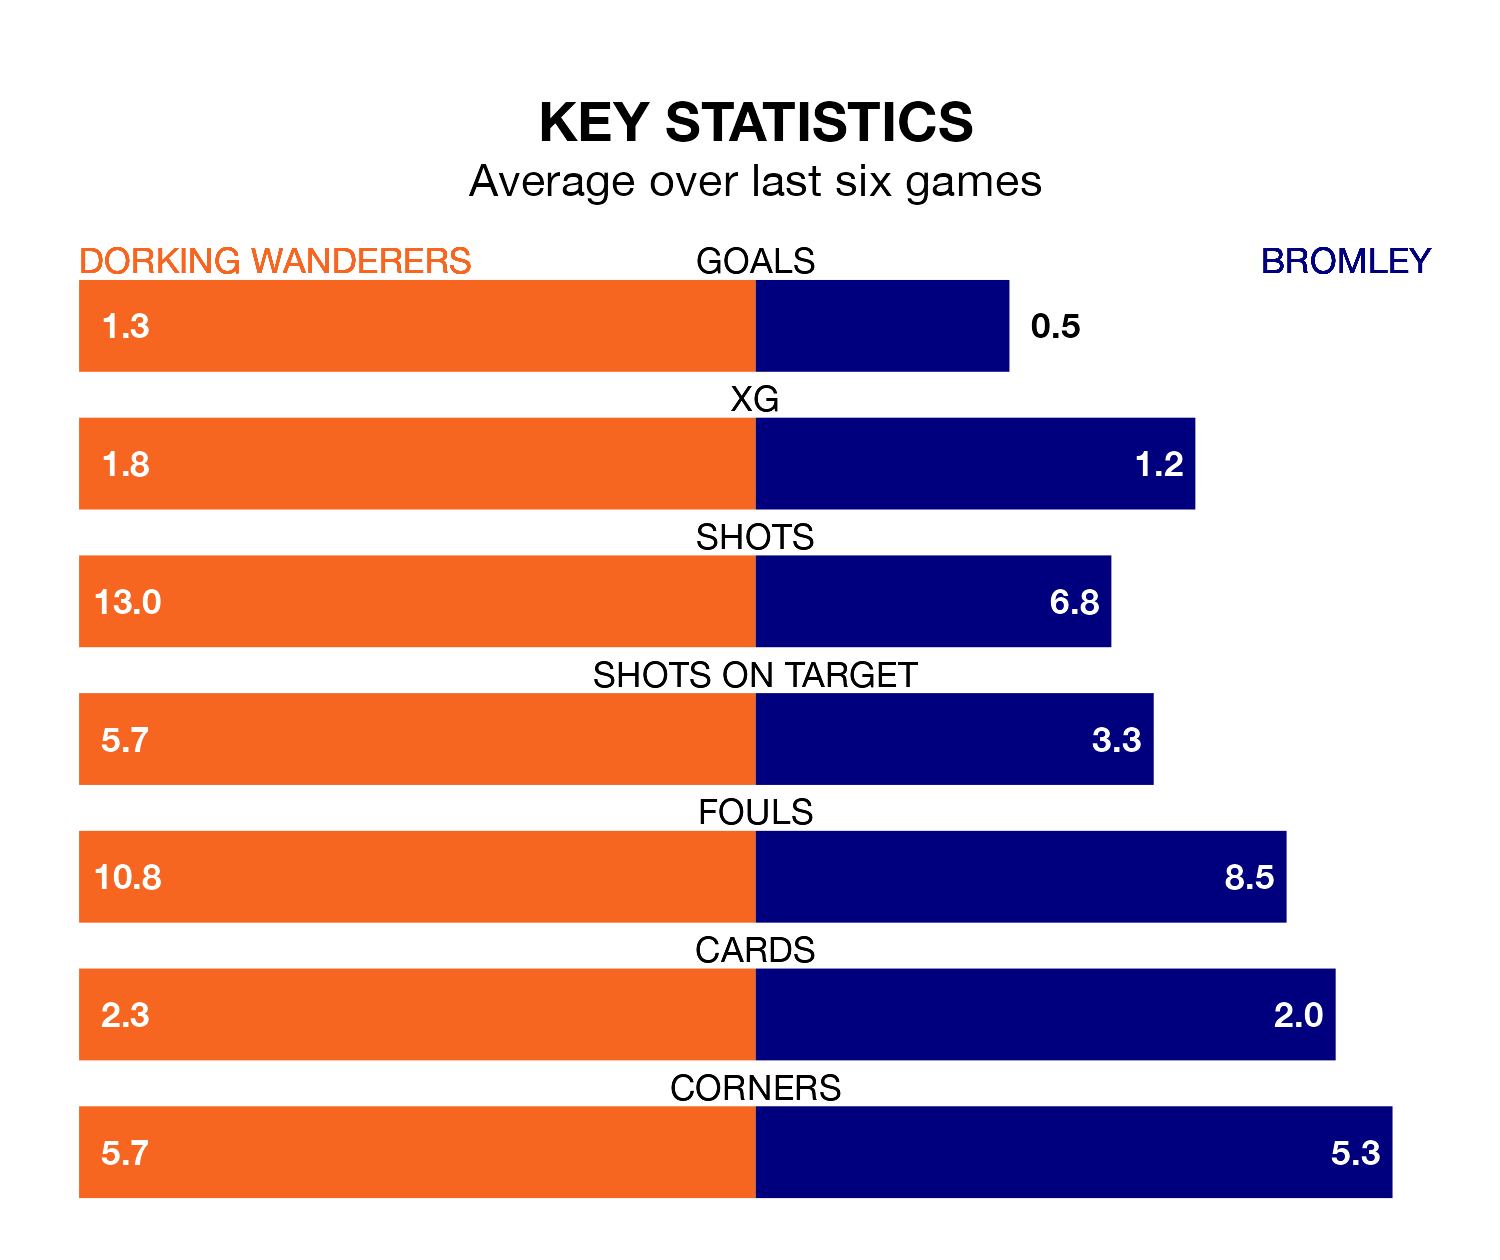 KEY STATISTICS
Average over last six games
DORKING WANDERERS GOALS BROMLEY
1.3 0.5
XG
1.8 1.2
SHOTS
13.0 6.8
SHOTS ON TARGET
5.7 3.3
FOULS
10.8 8.5
CARDS
2.3 2.0
CORNERS
5.7 5.3